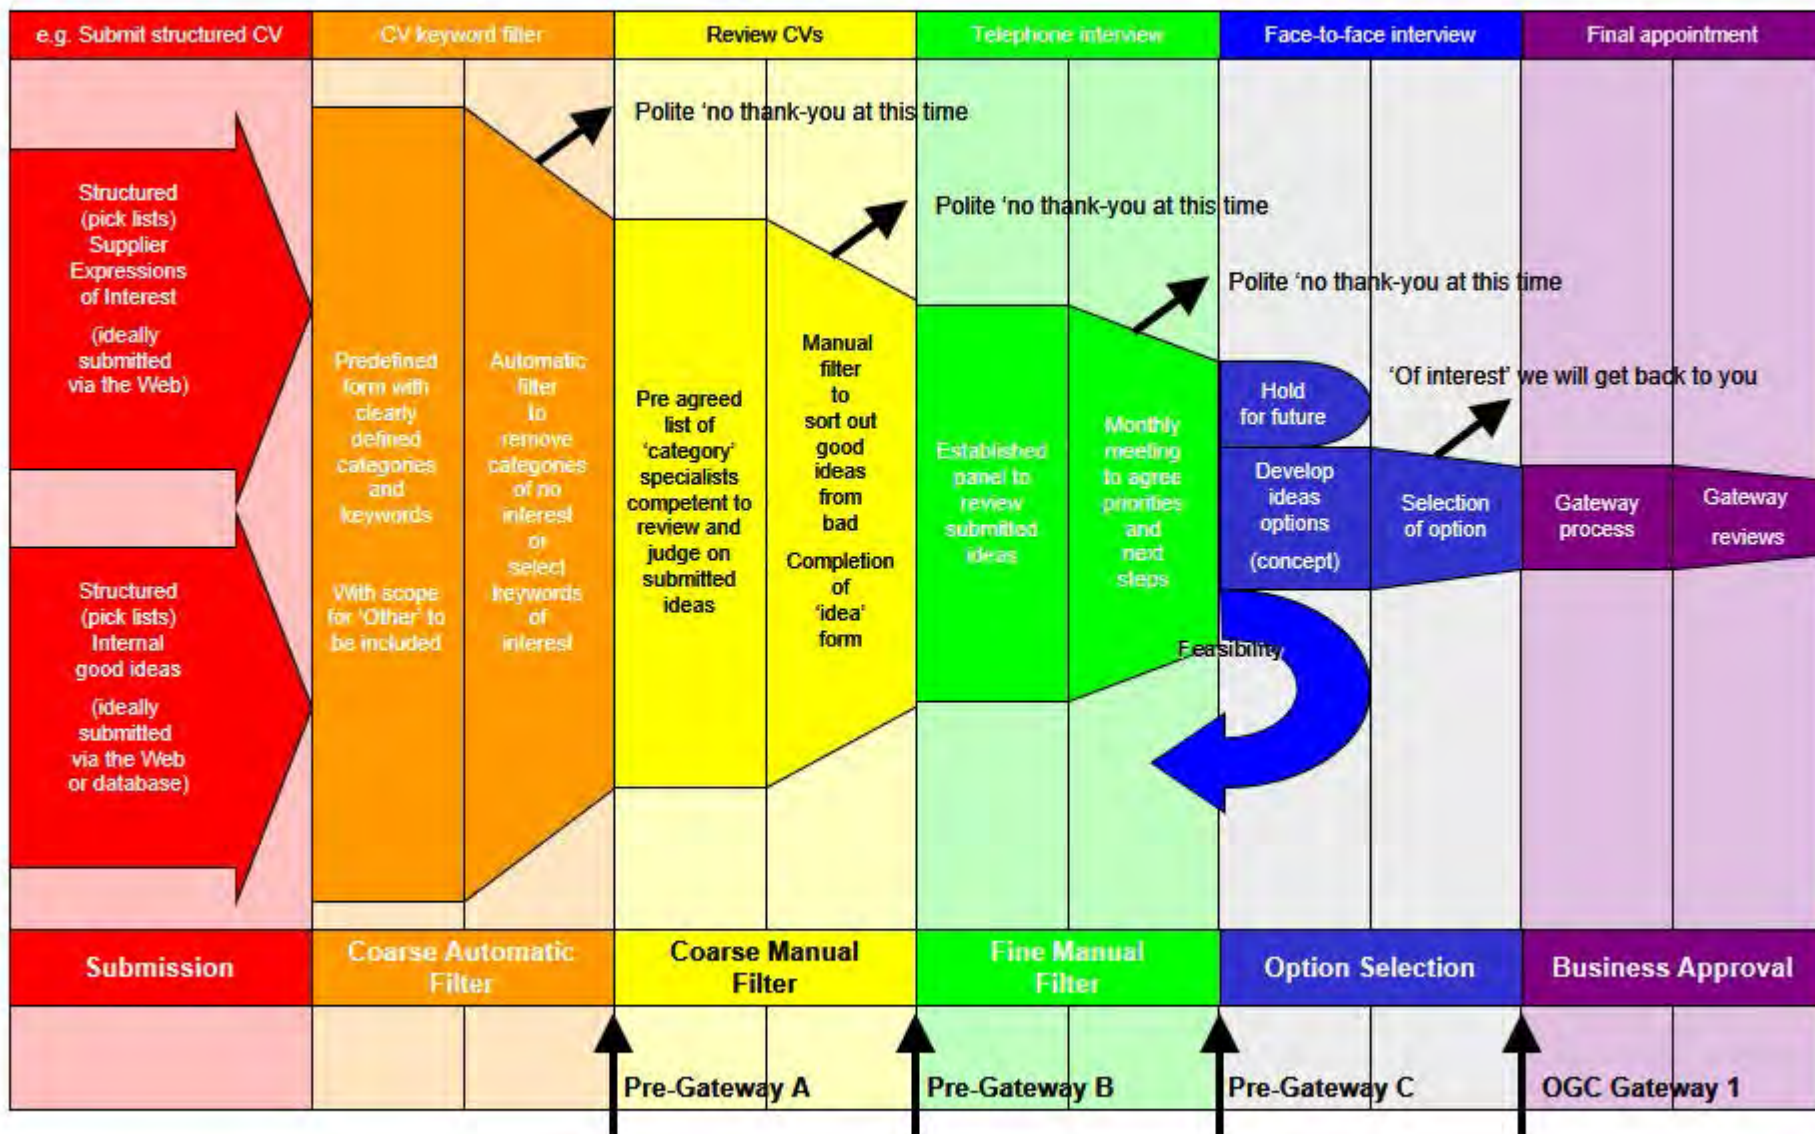 e.g. Submit structured CV
CV keyword filter
Review CVs
Telephone interview
Face-to-face interview
Final appointment
Polite ‘no thank-you at this time
Polite ‘no thank-you at this time
Polite ‘no thank-you at this time
‘Of interest’ we will get back to you
Structured
(pick lists)
Supplier
Expressions
of Interest
(ideally
submitted
via the Web)
Structured
(pick lists)
Internal
good ideas
(ideally
submitted
via the Web
or database)
Predefined
form with
clearly
defined
categories
and
keywords
With scope
for ‘Other’ to
be included
Automatic
filter
to
remove
categories
of no
interest
or
select
keywords
of
interest
Pre agreed
list of
‘category’
specialists
competent to
review and
judge on
submitted
ideas
Manual
filter
to
sort out
good
ideas
from
bad
Completion
of
‘idea’
form
Established
panel to
review
submitted
ideas
Monthly
meeting
to agree
priorities
and
next
steps
Hold
for future
Develop
ideas
options
(concept)
Feasibility
Selection
of option
Gateway
process
Gateway
reviews
Submission
Coarse Automatic
Filter
Coarse Manual
Filter
Fine Manual
Filter
Option Selection
Business Approval
Pre-Gateway A
Pre-Gateway B
Pre-Gateway C
OGC Gateway 1